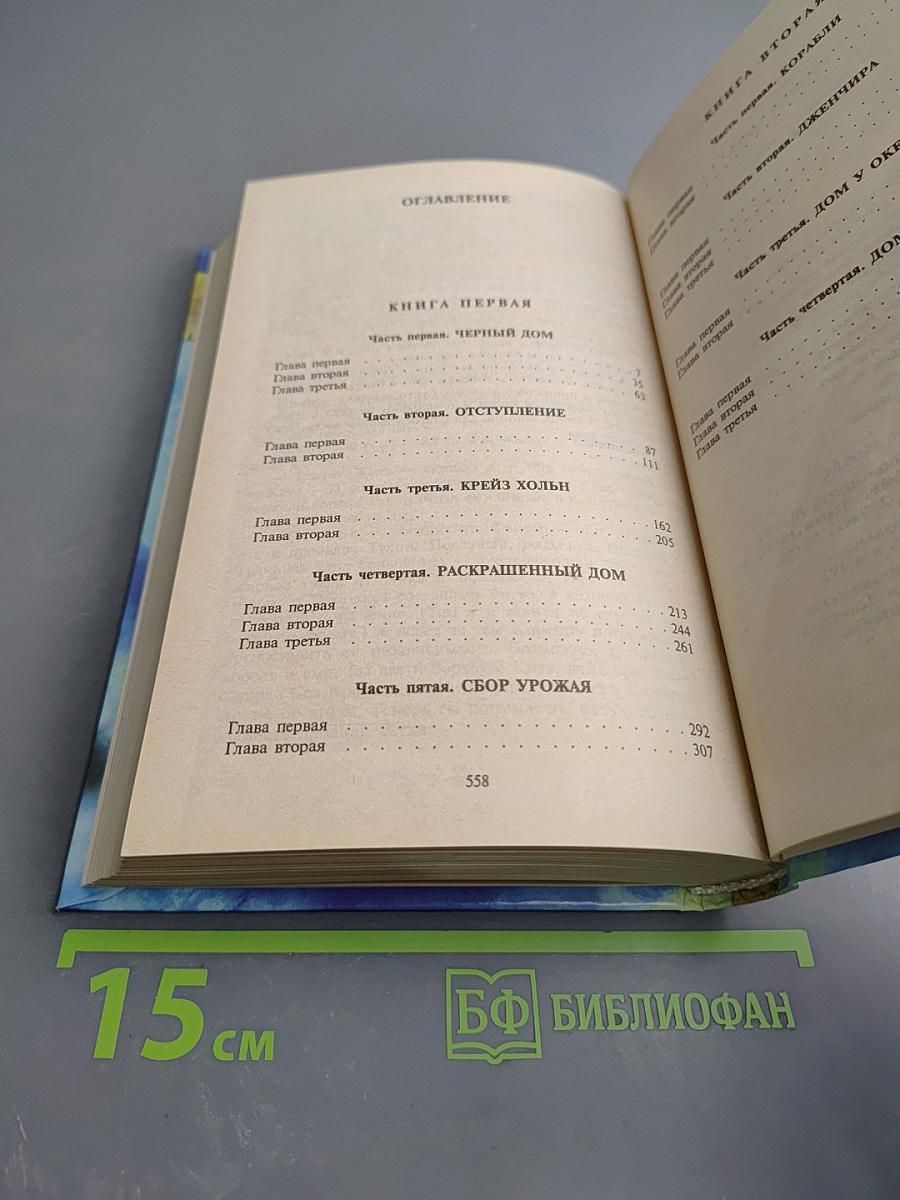 ОГЛАВЛЕНИЕ
КНИГА ПЕРВАЯ
Часть первая. ЧЕРНЫЙ ДОМ
Глава первая . . . . . . . . . . . . . . . . . . . 7
Глава вторая . . . . . . . . . . . . . . . . . . . 35
Глава третья . . . . . . . . . . . . . . . . . . . 63
Часть вторая. ОТСТУПЛЕНИЕ
Глава первая . . . . . . . . . . . . . . . . . . . 87
Глава вторая . . . . . . . . . . . . . . . . . . . 111
Часть третья. КРЕЙЗ ХОЛЬН
Глава первая . . . . . . . . . . . . . . . . . . . 162
Глава вторая . . . . . . . . . . . . . . . . . . . 205
Часть четвертая. РАСКРАШЕННЫЙ ДОМ
Глава первая . . . . . . . . . . . . . . . . . . . 213
Глава вторая . . . . . . . . . . . . . . . . . . . 244
Глава третья . . . . . . . . . . . . . . . . . . . 261
Часть пятая. СБОР УРОЖАЯ
Глава первая . . . . . . . . . . . . . . . . . . . 292
Глава вторая . . . . . . . . . . . . . . . . . . . 307
558
КНИГА ВТОРАЯ
Часть первая. КОРАБЛИ
Глава первая
Глава вторая
Часть вторая. ДЖЕНЧИРА
Глава первая
Глава вторая
Глава третья
Часть третья. ДОМ У ОКЕ
Глава первая
Глава вторая
Часть четвертая. ДОМ
Глава первая
Глава вторая
Глава третья
15 см
БФ БИБЛИОФАН